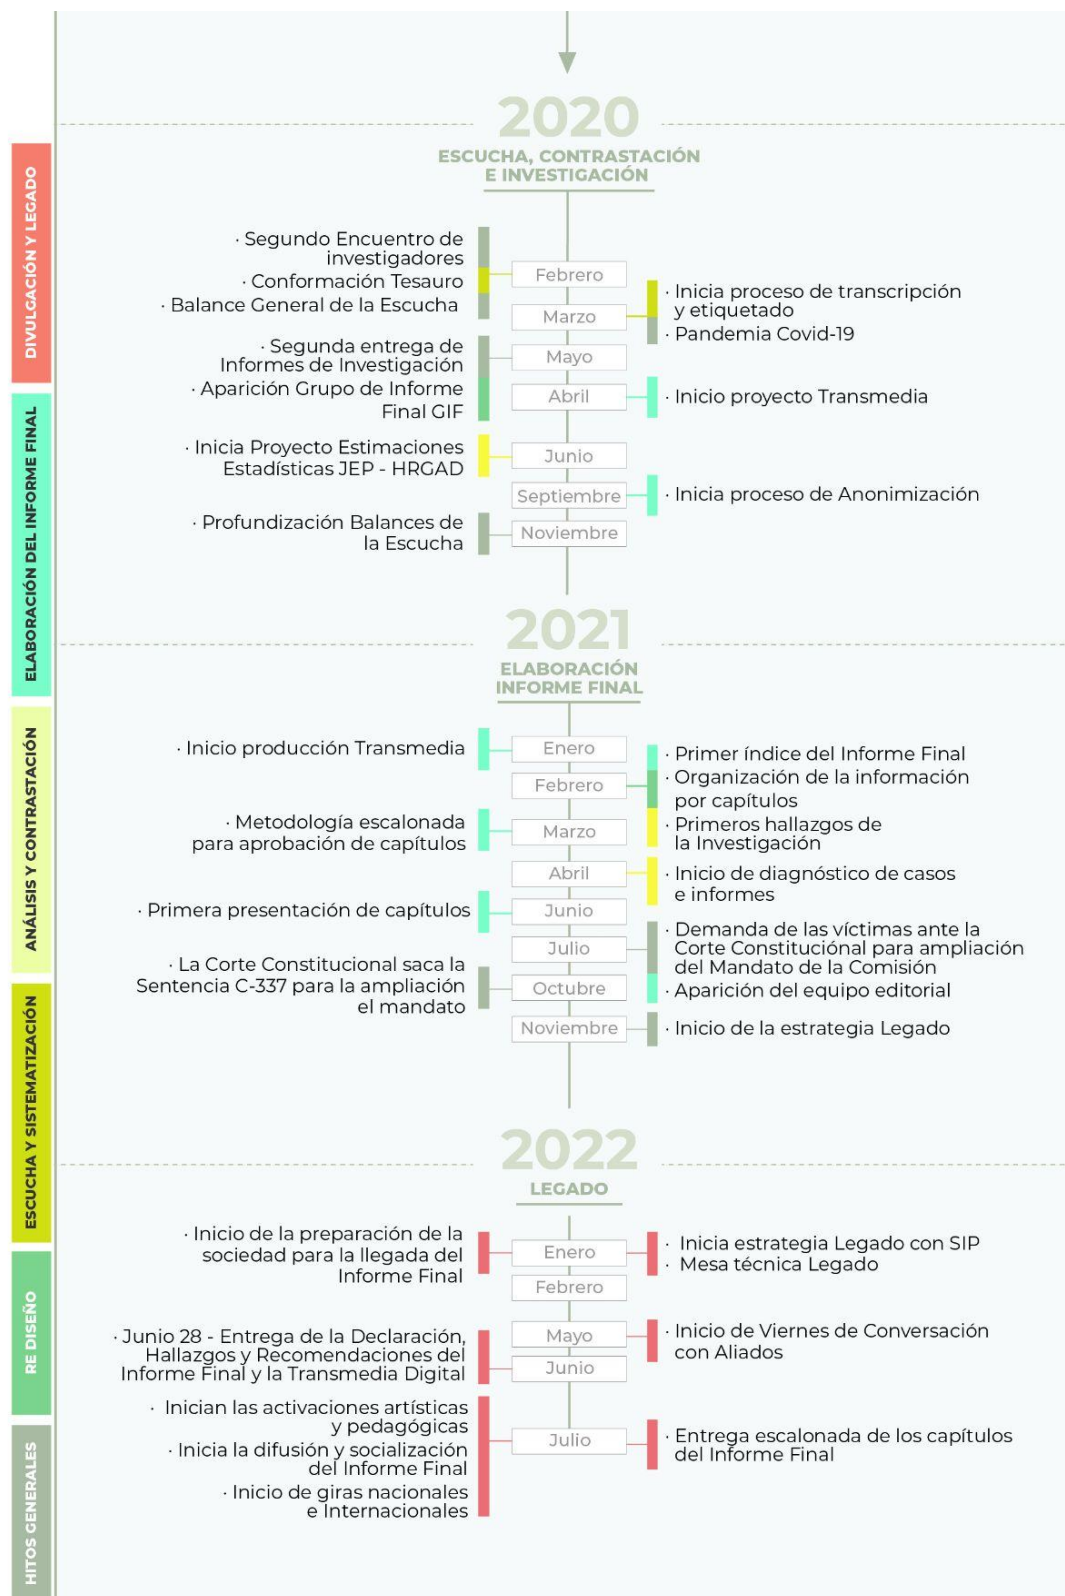 2020
ESCUCHA, CONTRASTACIÓN
E INVESTIGACIÓN
· Segundo Encuentro de
investigadores
· Conformación Tesauro
· Balance General de la Escucha
Febrero
Marzo
· Inicia proceso de transcripción
y etiquetado
· Pandemia Covid-19
· Segunda entrega de
Informes de Investigación
· Aparición Grupo de Informe
Final GIF
Mayo
Abril
· Inicio proyecto Transmedia
· Inicia Proyecto Estimaciones
Estadísticas JEP - HRGAD
Junio
Septiembre
· Inicia proceso de Anonimización
· Profundización Balances de
la Escucha
Noviembre
2021
ELABORACIÓN
INFORME FINAL
· Inicio producción Transmedia
Enero
Febrero
· Primer índice del Informe Final
· Organización de la información
por capítulos
· Primeros hallazgos de
la Investigación
· Metodología escalonada
para aprobación de capítulos
Marzo
Abril
· Inicio de diagnóstico de casos
e informes
· Primera presentación de capítulos
Junio
Julio
· Demanda de las víctimas ante la
Corte Constituciónal para ampliación
del Mandato de la Comisión
· Aparición del equipo editorial
· La Corte Constitucional saca la
Sentencia C-337 para la ampliación
el mandato
Octubre
Noviembre
· Inicio de la estrategia Legado
2022
LEGADO
· Inicio de la preparación de la
sociedad para la llegada del
Informe Final
Enero
· Inicia estrategia Legado con SIP
· Mesa técnica Legado
Febrero
Mayo
· Inicio de Viernes de Conversación
con Aliados
· Junio 28 - Entrega de la Declaración,
Hallazgos y Recomendaciones del
Informe Final y la Transmedia Digital
Junio
· Inician las activaciones artísticas
y pedagógicas
· Inicia la difusión y socialización
del Informe Final
· Inicio de giras nacionales
e Internacionales
Julio
· Entrega escalonada de los capítulos
del Informe Final
DIVULGACIÓN Y LEGADO
ELABORACIÓN DEL INFORME FINAL
ANÁLISIS Y CONTRASTACIÓN
ESCUCHA Y SISTEMATIZACIÓN
RE DISEÑO
HITOS GENERALES